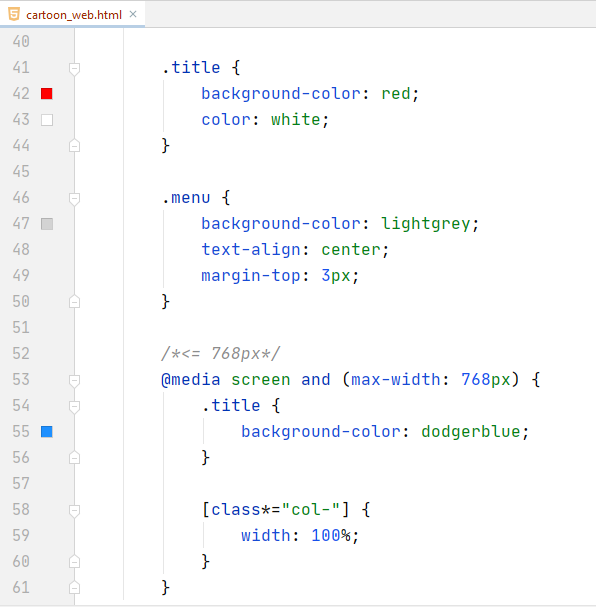 cartoon_web.html
40
41 .title {
42 background-color: red;
43 color: white;
44 }
45
46 .menu {
47 background-color: lightgrey;
48 text-align: center;
49 margin-top: 3px;
50 }
51
52 /*<= 768px*/
53 @media screen and (max-width: 768px) {
54 .title {
55 background-color: dodgerblue;
56 }
57
58 [class*="col-"] {
59 width: 100%;
60 }
61 }